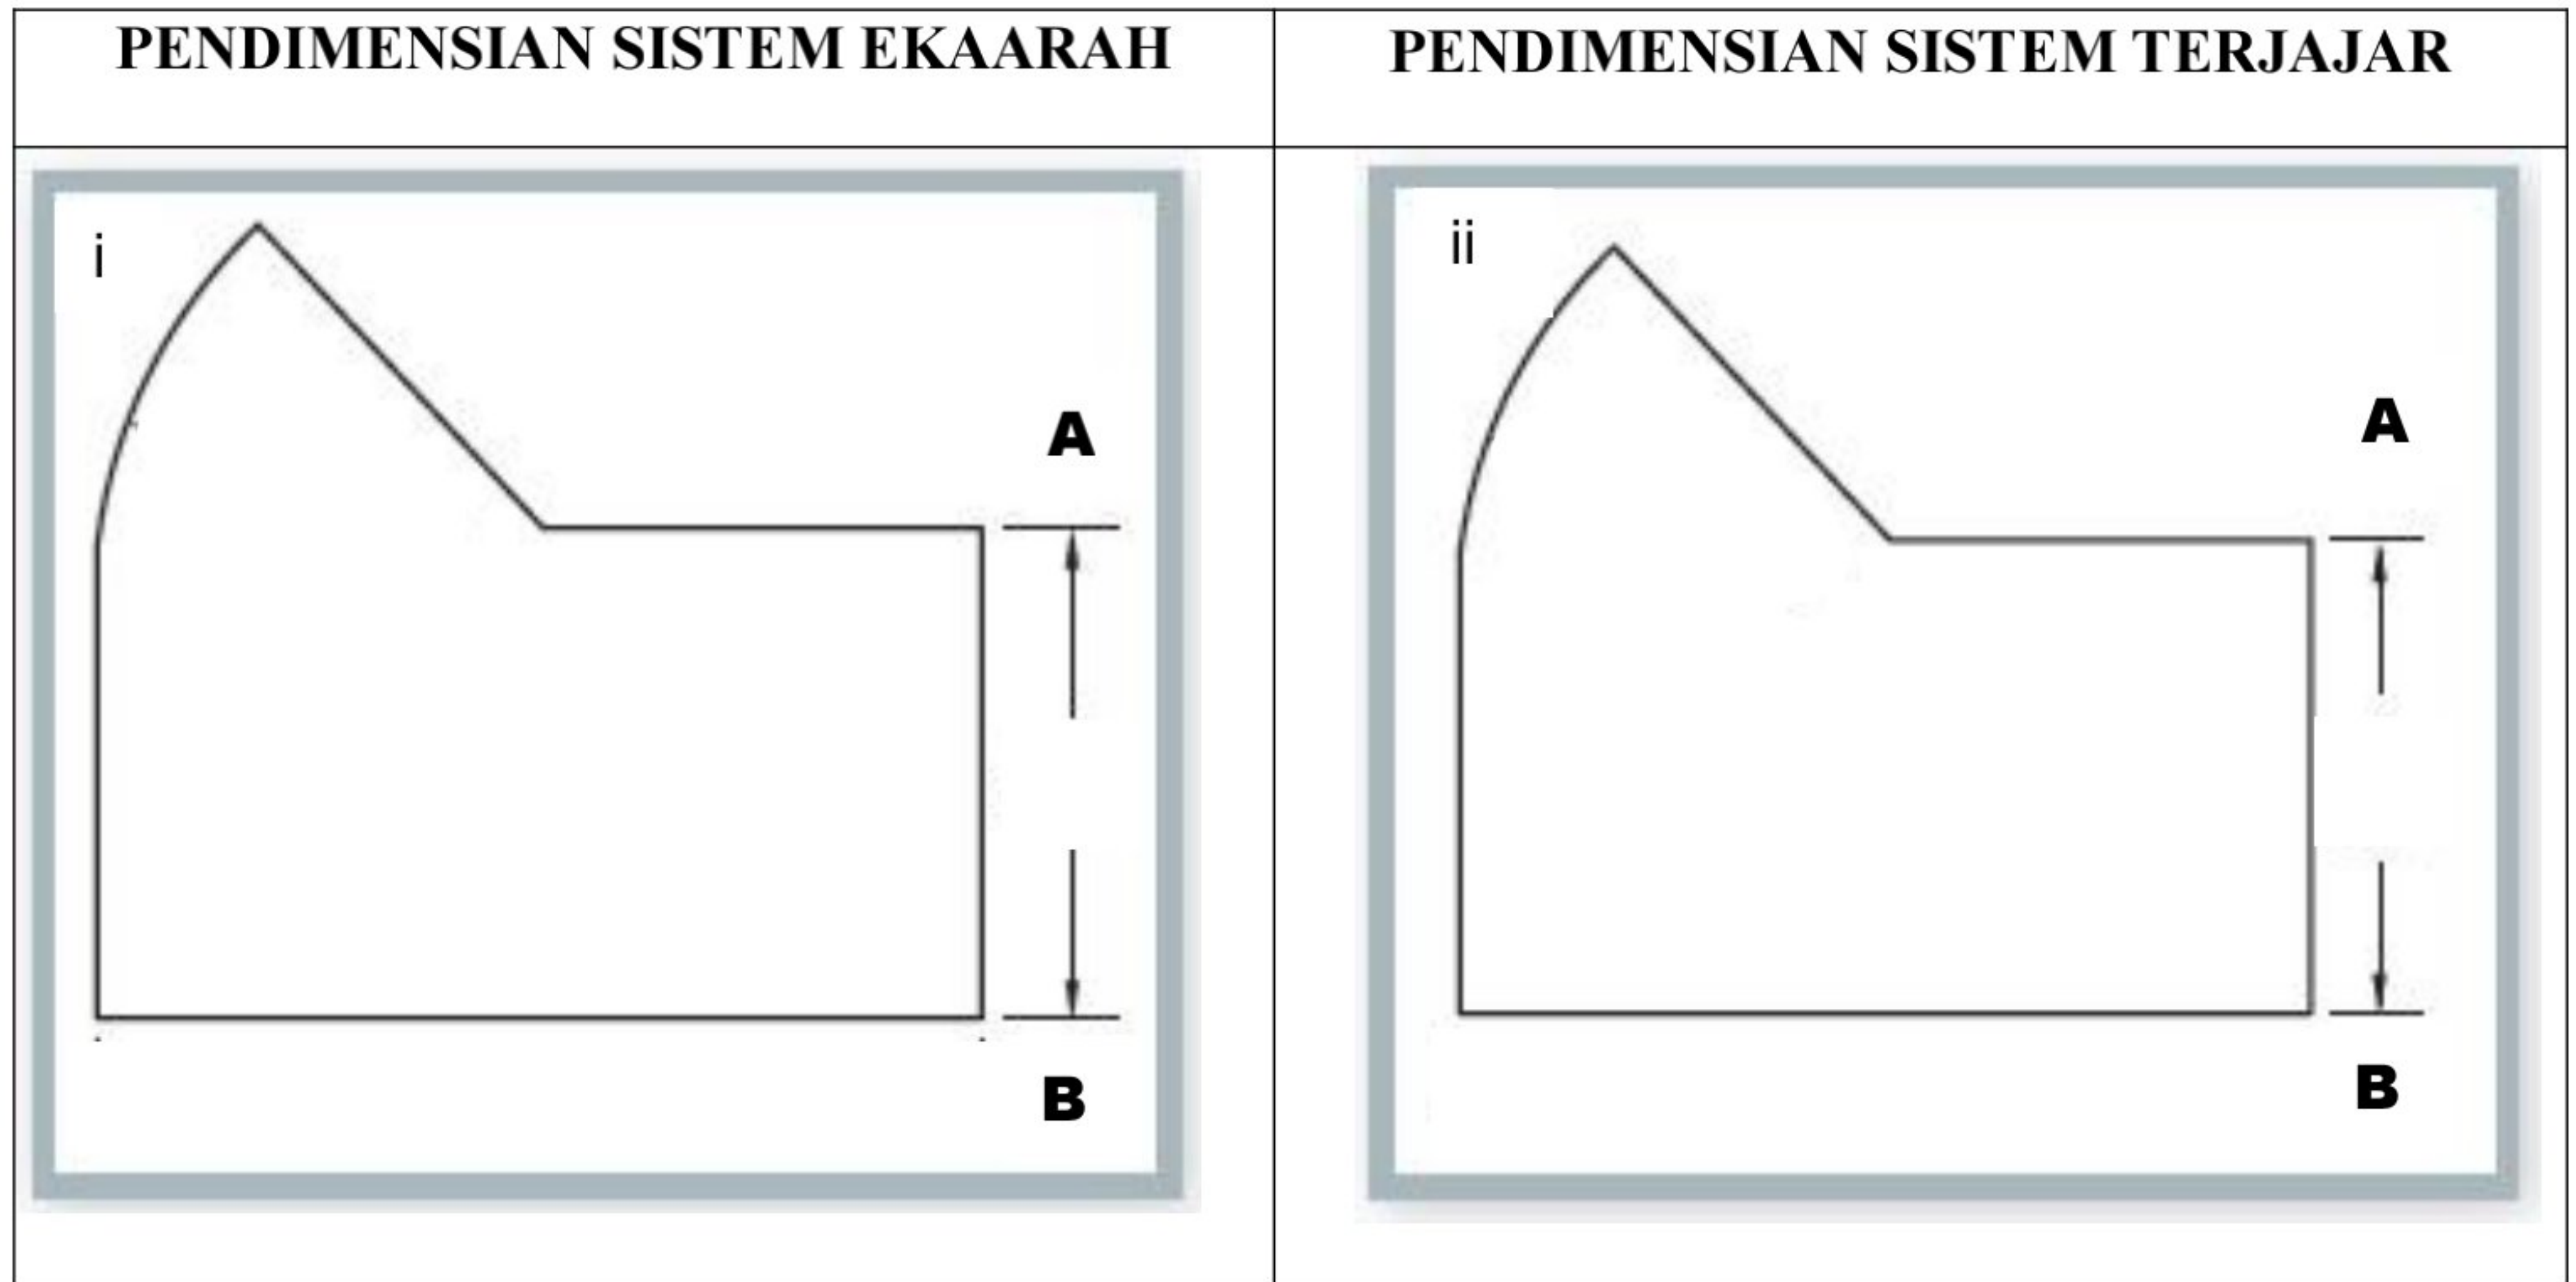 PENDIMENSIAN SISTEM EKAARAH
PENDIMENSIAN SISTEM TERJAJAR
i
A
B
ii
A
B